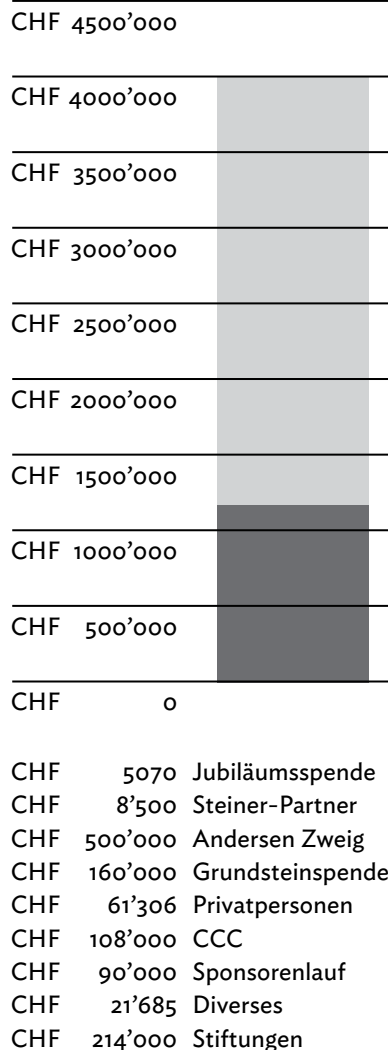 CHF 4500'000
CHF 4000'000
CHF 3500'000
CHF 3000'000
CHF 2500'000
CHF 2000'000
CHF 1500'000
CHF 1000'000
CHF 500'000
CHF 0
CHF 5070 Jubiläumsspende
CHF 8'500 Steiner-Partner
CHF 500'000 Andersen Zweig
CHF 160'000 Grundsteinspende
CHF 61'306 Privatpersonen
CHF 108'000 CCC
CHF 90'000 Sponsorenlauf
CHF 21'685 Diverses
CHF 214'000 Stiftungen